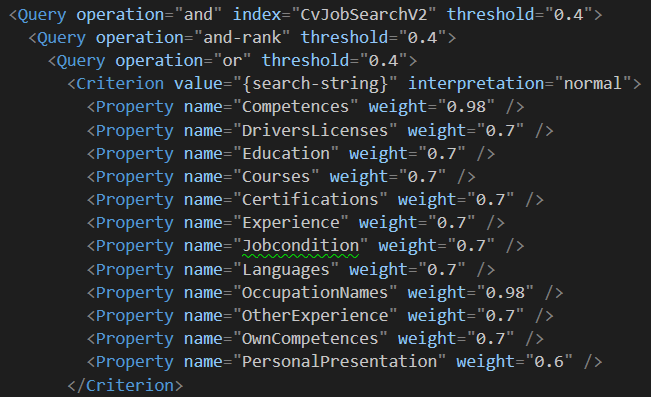 <Query operation="and" index="CvJobSearchV2" threshold="0.4">
<Query operation="and-rank" threshold="0.4">
<Query operation="or" threshold="0.4">
<Criterion value="{search-string}" interpretation="normal">
<Property name="Competences" weight="0.98" />
<Property name="DriversLicenses" weight="0.7" />
<Property name="Education" weight="0.7" />
<Property name="Courses" weight="0.7" />
<Property name="Certifications" weight="0.7" />
<Property name="Experience" weight="0.7" />
<Property name="Jobcondition" weight="0.7" />
<Property name="Languages" weight="0.7" />
<Property name="OccupationNames" weight="0.98" />
<Property name="OtherExperience" weight="0.7" />
<Property name="OwnCompetences" weight="0.7" />
<Property name="PersonalPresentation" weight="0.6" />
</Criterion>